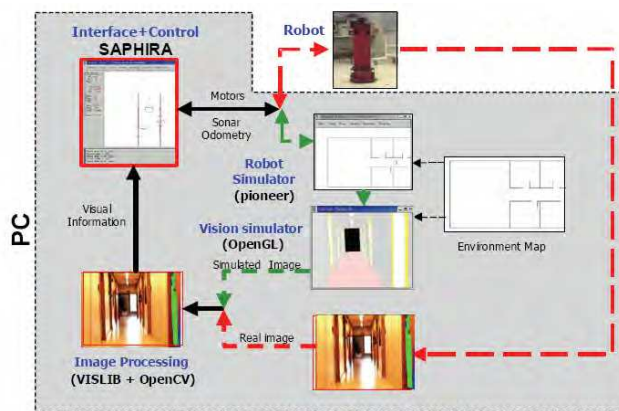 Interface+Control
SAPHIRA
Robot
Motors
Sonar
Odometry
Robot
Simulator
(pioneer)
Visual
Information
Vision simulator
(OpenGL)
Environment Map
Simulated Image
PC
Real image
Image Processing
(VISLIB + OpenCV)